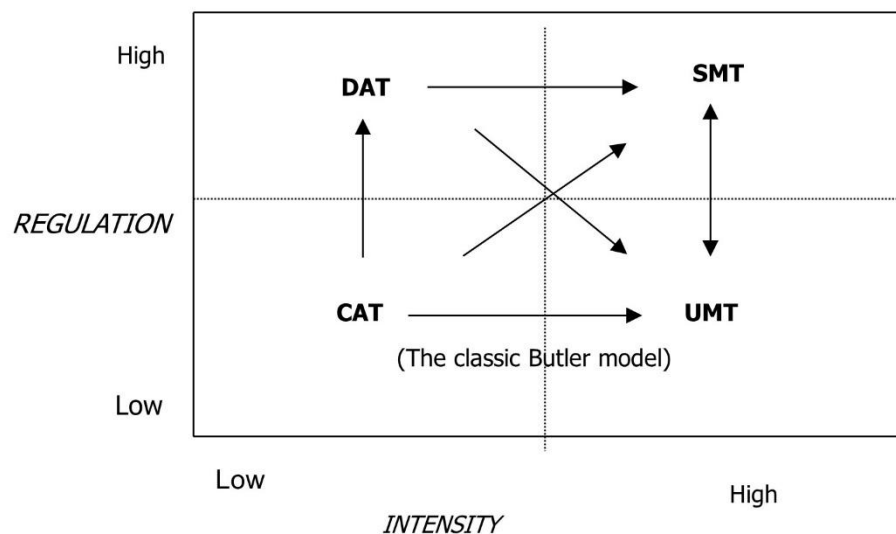 High
DAT
SMT
REGULATION
CAT
UMT
(The classic Butler model)
Low
Low
High
INTENSITY